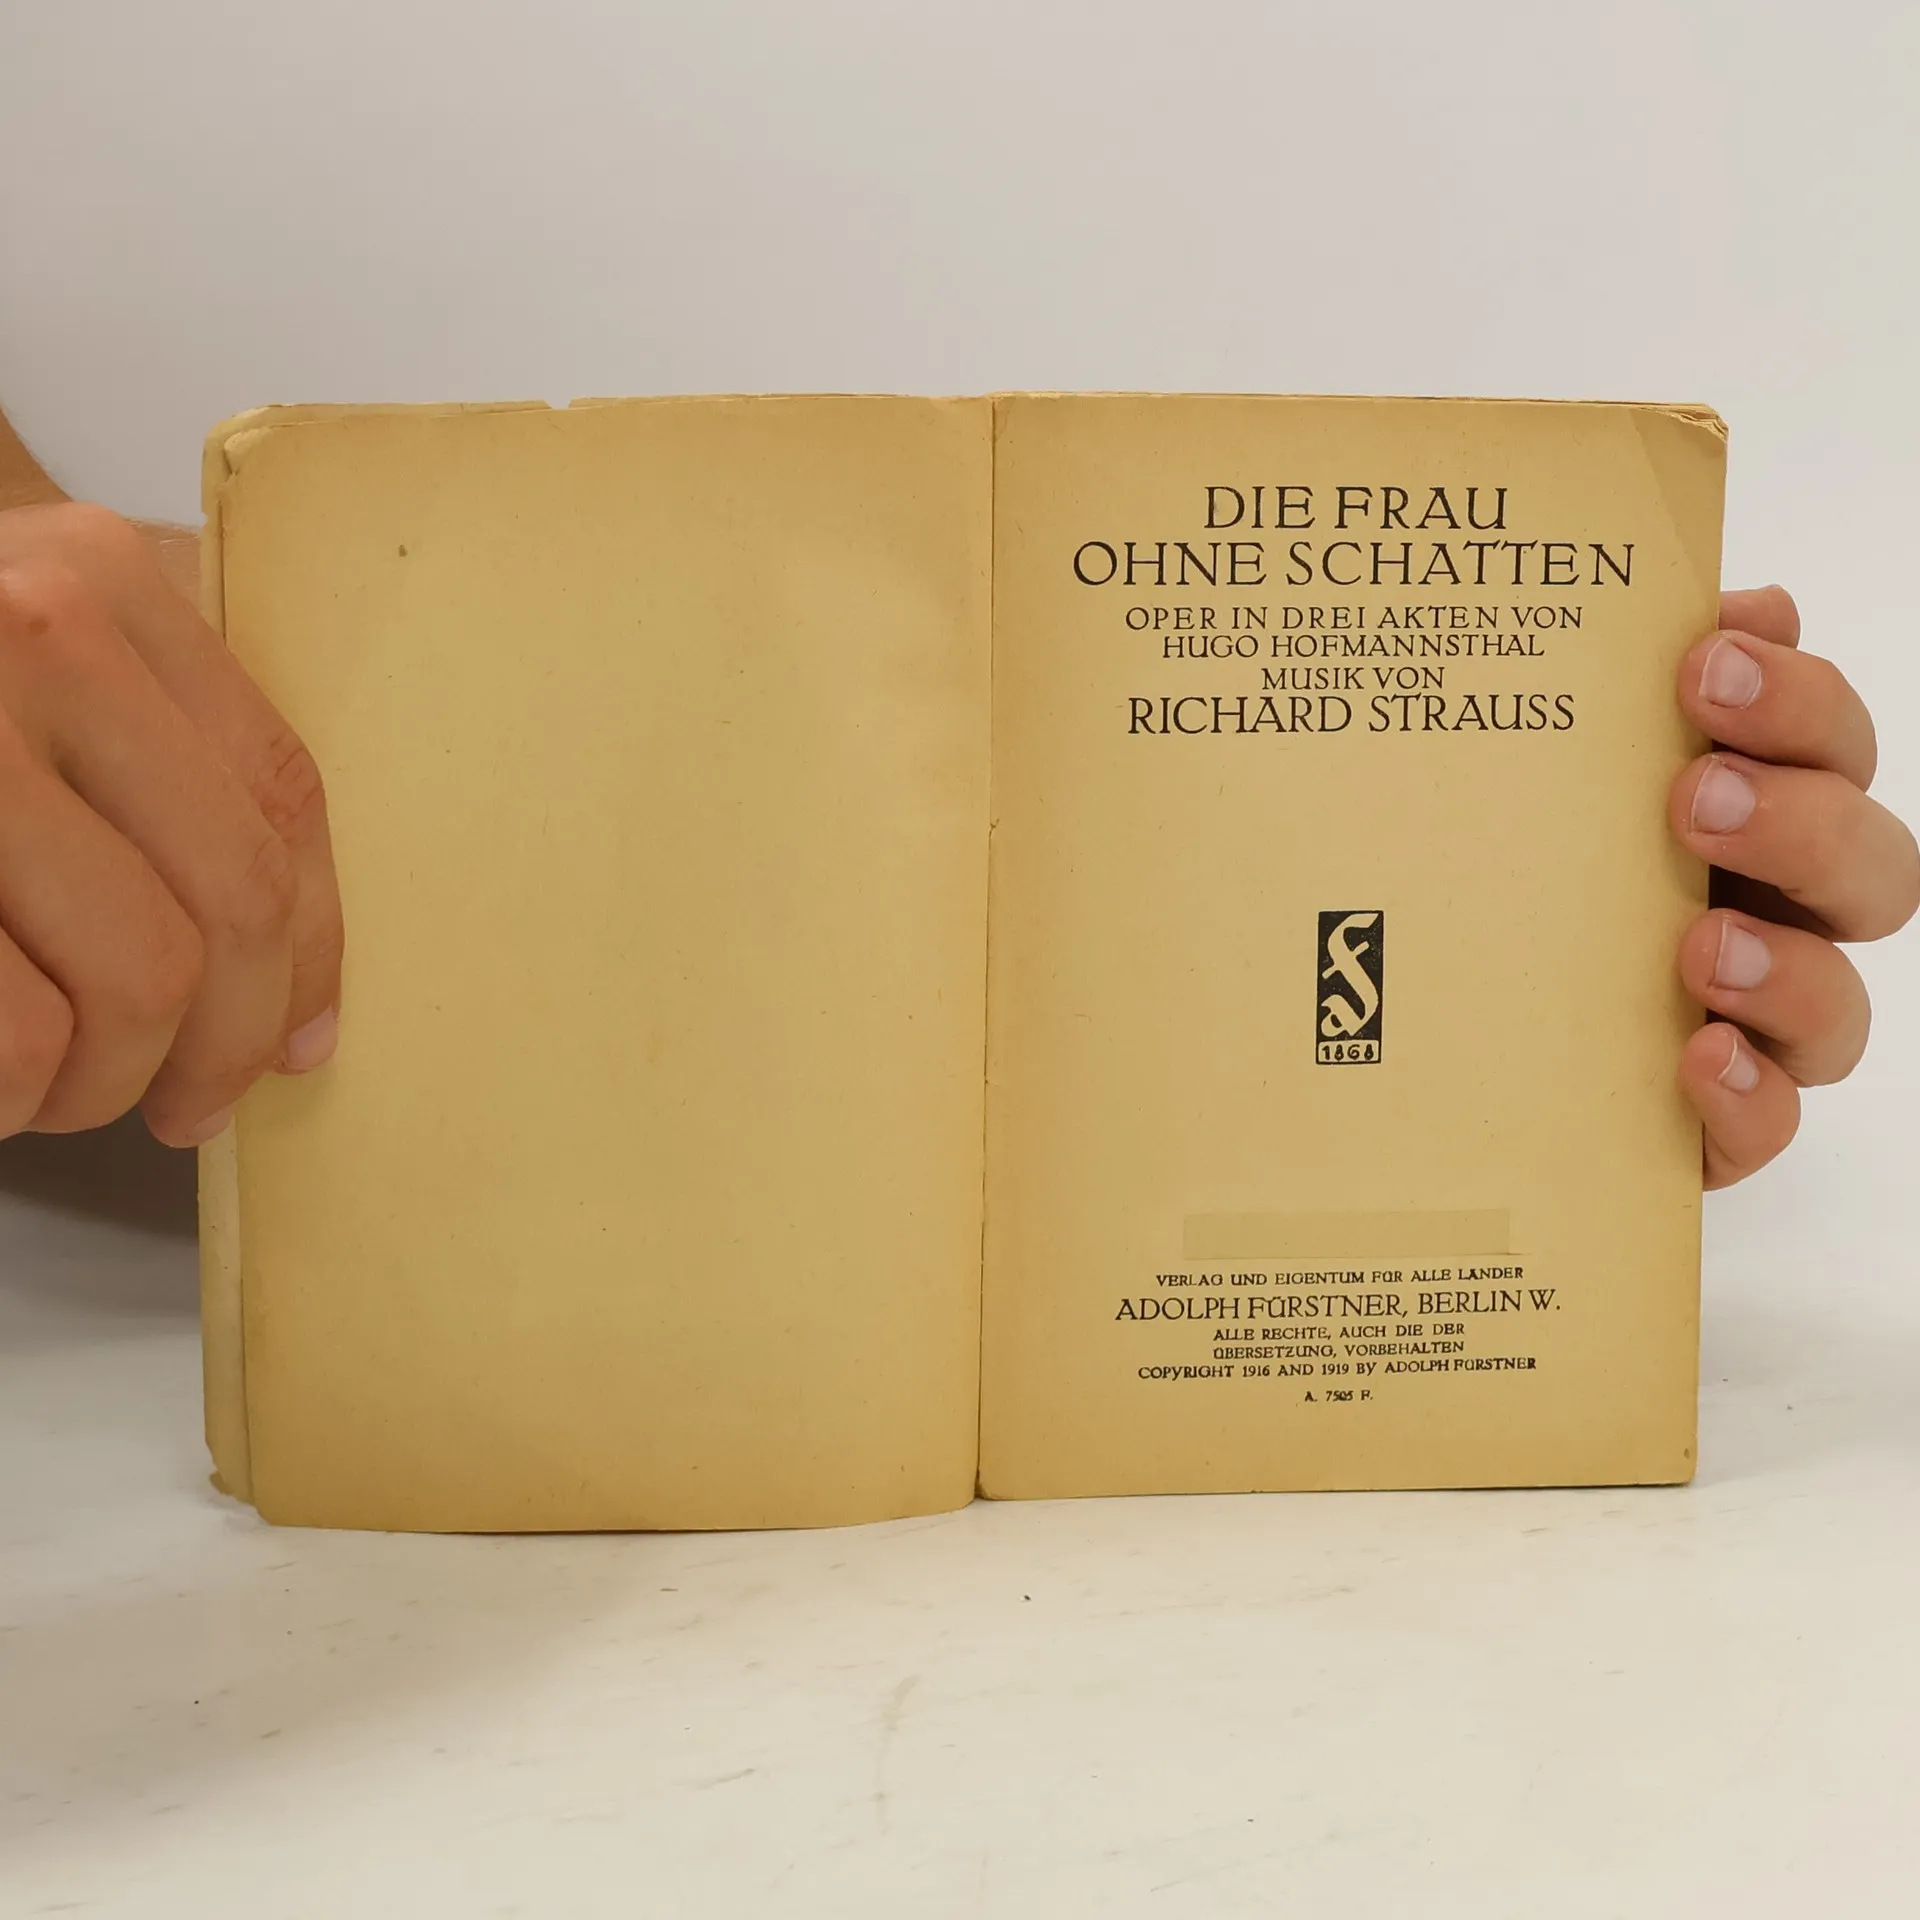 DIE FRAU
OHNE SCHATTEN
OPER IN DREI AKTEN VON
HUGO HOFMANNSTHAL
MUSIK VON
RICHARD STRAUSS
aF
1868
VERLAG UND EIGENTUM FÜR ALLE LÄNDER
ADOLPH FÜRSTNER, BERLIN W.
ALLE RECHTE, AUCH DIE DER
ÜBERSETZUNG, VORBEHALTEN
COPYRIGHT 1916 AND 1919 BY ADOLPH FÜRSTNER
A. 7505 F.